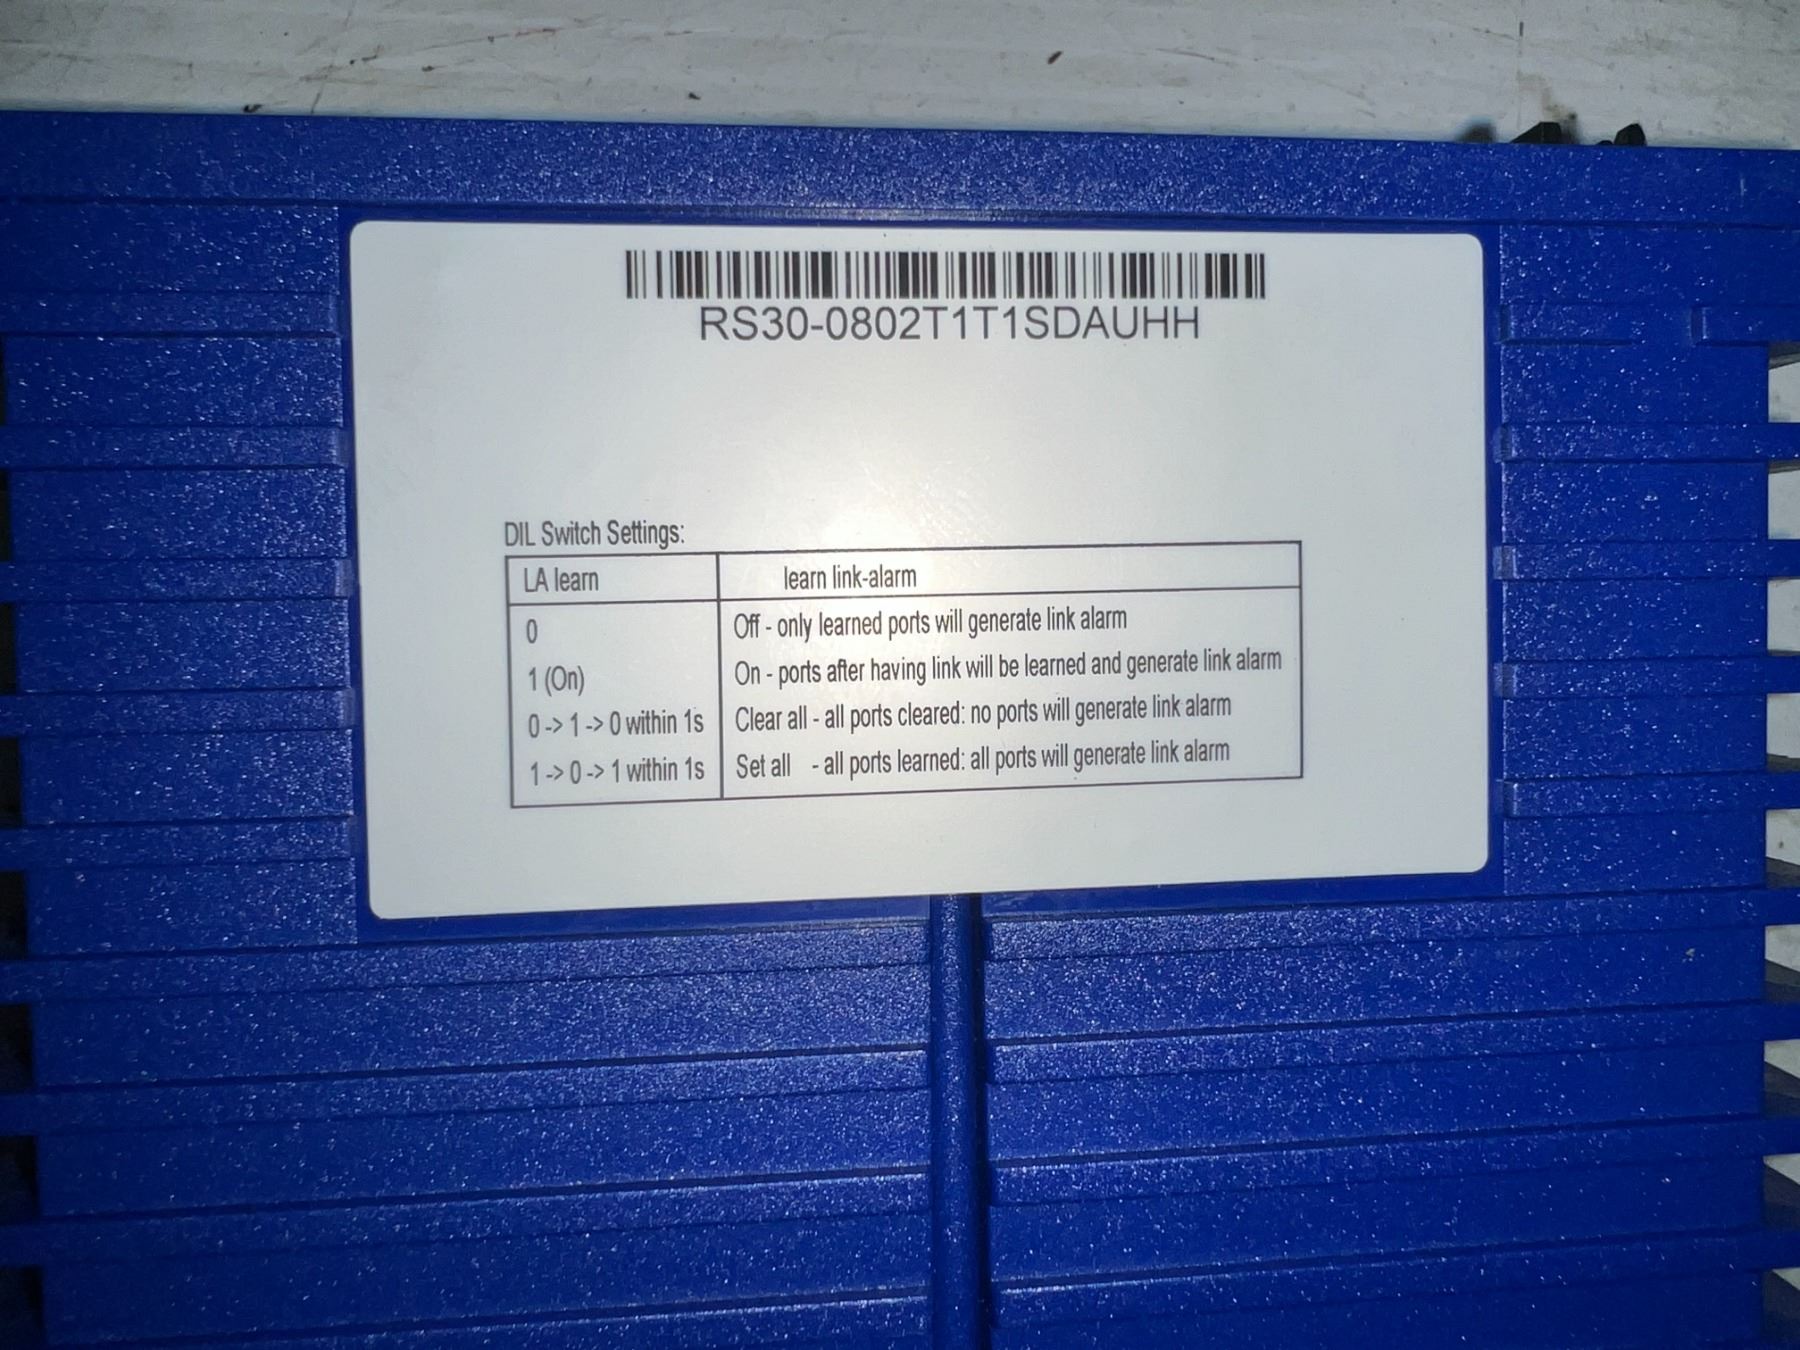 RS30-0802T1T1SDAUHH
DIL Switch Settings:
LA learn learn link-alarm
0 Off - only learned ports will generate link alarm
1 (On) On - ports after having link will be learned and generate link alarm
0 -> 1 -> 0 within 1s Clear all - all ports cleared: no ports will generate link alarm
1 -> 0 -> 1 within 1s Set all - all ports learned: all ports will generate link alarm